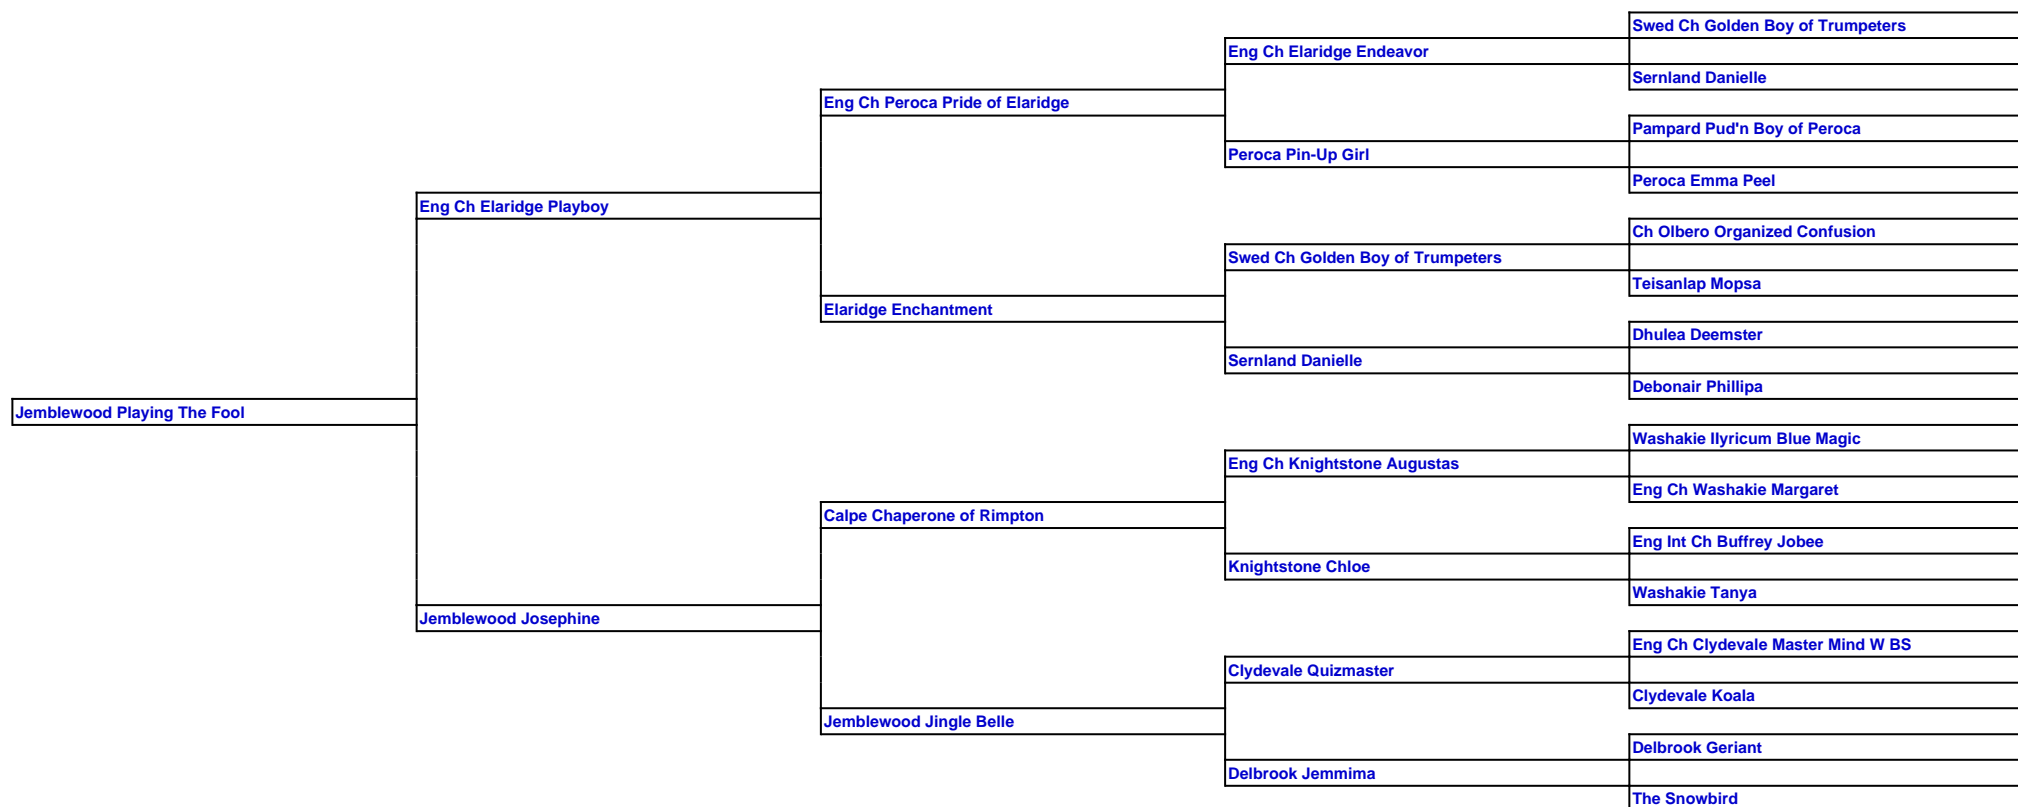 Swed Ch Golden Boy of Trumpeters
Eng Ch Elaridge Endeavor
Sernland Danielle
Eng Ch Peroca Pride of Elaridge
Pampard Pud'n Boy of Peroca
Peroca Pin-Up Girl
Peroca Emma Peel
Eng Ch Elaridge Playboy
Ch Olbero Organized Confusion
Swed Ch Golden Boy of Trumpeters
Teisanlap Mopsa
Elaridge Enchantment
Dhulea Deemster
Sernland Danielle
Debonair Phillipa
Jemblewood Playing The Fool
Washakie Ilyricum Blue Magic
Eng Ch Knightstone Augustas
Eng Ch Washakie Margaret
Calpe Chaperone of Rimpton
Eng Int Ch Buffrey Jobee
Knightstone Chloe
Washakie Tanya
Jemblewood Josephine
Eng Ch Clydevale Master Mind W BS
Clydevale Quizmaster
Clydevale Koala
Jemblewood Jingle Belle
Delbrook Geriant
Delbrook Jemmima
The Snowbird